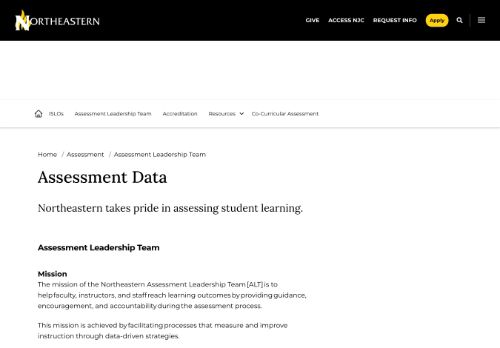 NORTHEASTERN
GIVE ACCESS NJC REQUEST INFO Apply
ISLOs Assessment Leadership Team Accreditation Resources Co-Curricular Assessment
Home / Assessment / Assessment Leadership Team
Assessment Data
Northeastern takes pride in assessing student learning.
Assessment Leadership Team
Mission
The mission of the Northeastern Assessment Leadership Team [ALT] is to
help faculty, instructors, and staff reach learning outcomes by providing guidance,
encouragement, and accountability during the assessment process.
This mission is achieved by facilitating processes that measure and improve
instruction through data-driven strategies.